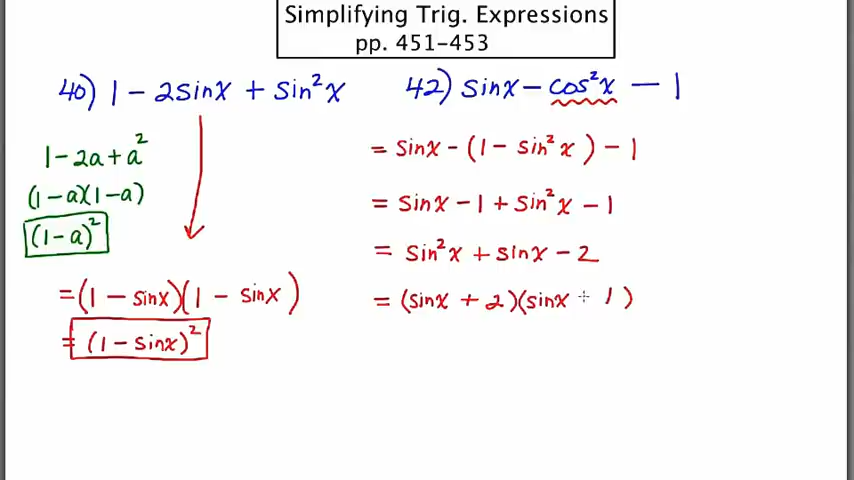 Simplifying Trig. Expressions
pp. 451-453
40) 1 - 2sinx + sin²x
1 - 2a + a²
(1-a)(1-a)
(1-a)²
= (1 - sinx)(1 - sinx)
= (1 - sinx)²
42) sinx - cos²x - 1
= sinx - (1 - sin²x) - 1
= sinx - 1 + sin²x - 1
= sin²x + sinx - 2
= (sinx + 2)(sinx + 1)